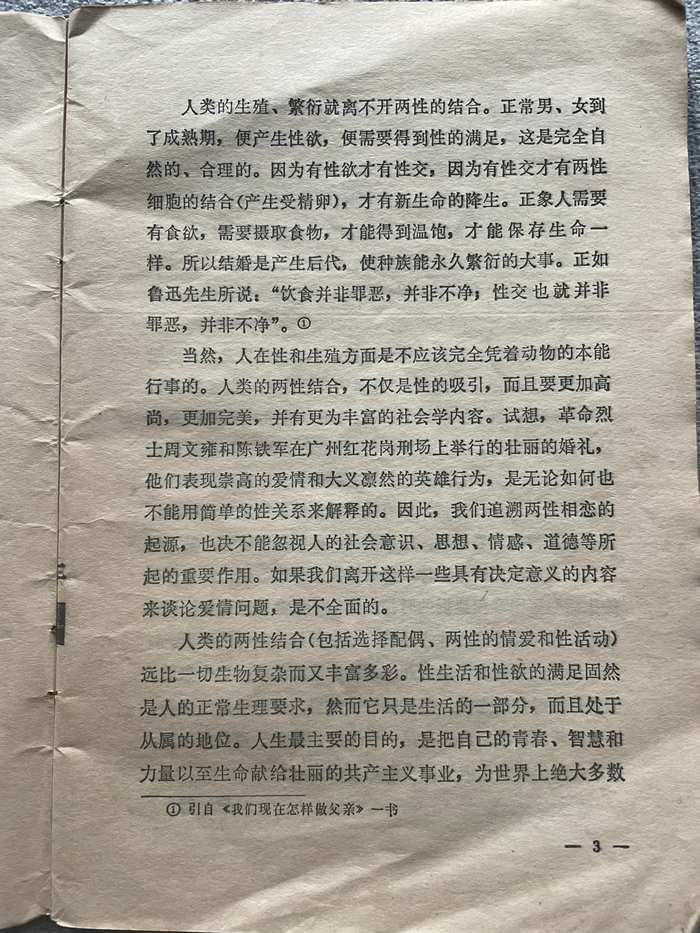 人类的生殖、繁衍就离不开两性的结合。正常男、女到
了成熟期，便产生性欲，便需要得到性的满足，这是完全自
然的、合理的。因为有性欲才有性交，因为有性交才有两性
细胞的结合(产生受精卵)，才有新生命的降生。正象人需要
有食欲，需要摄取食物，才能得到温饱，才能保存生命一
样。所以结婚是产生后代，使种族能永久繁衍的大事。正如
鲁迅先生所说：“饮食并非罪恶，并非不净；性交也就并非
罪恶，并非不净”。①
当然，人在性和生殖方面是不应该完全凭着动物的本能
行事的。人类的两性结合，不仅是性的吸引，而且要更加高
尚，更加完美，并有更为丰富的社会学内容。试想，革命烈
士周文雍和陈铁军在广州红花岗刑场上举行的壮丽的婚礼，
他们表现崇高的爱情和大义凛然的英雄行为，是无论如何也
不能用简单的性关系来解释的。因此，我们追溯两性相恋的
起源，也决不能忽视人的社会意识、思想、情感、道德等所
起的重要作用。如果我们离开这样一些具有决定意义的内容
来谈论爱情问题，是不全面的。
人类的两性结合(包括选择配偶、两性的情爱和性活动)
远比一切生物复杂而又丰富多彩。性生活和性欲的满足固然
是人的正常生理要求，然而它只是生活的一部分，而且处于
从属的地位。人生最主要的目的，是把自己的青春、智慧和
力量以至生命献给壮丽的共产主义事业，为世界上绝大多数
① 引自《我们现在怎样做父亲》一书
— 3 —